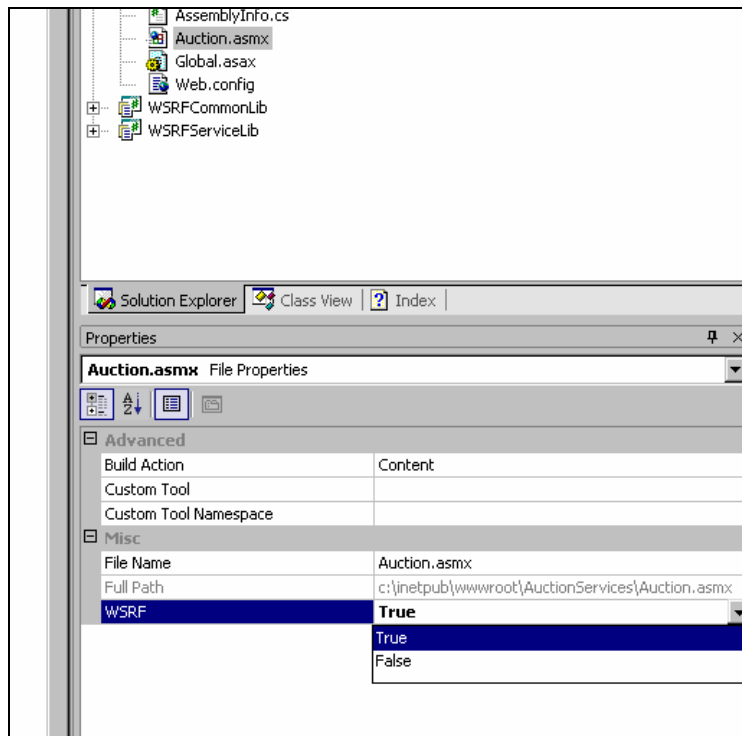 AssemblyInfo.cs
Auction.asmx
Global.asax
Web.config
WSRFCommonLib
WSRFServiceLib
Solution Explorer Class View Index
Properties
Auction.asmx File Properties
Advanced
Build Action Content
Custom Tool
Custom Tool Namespace
Misc
File Name Auction.asmx
Full Path c:\inetpub\wwwroot\AuctionServices\Auction.asmx
WSRF True
True
False